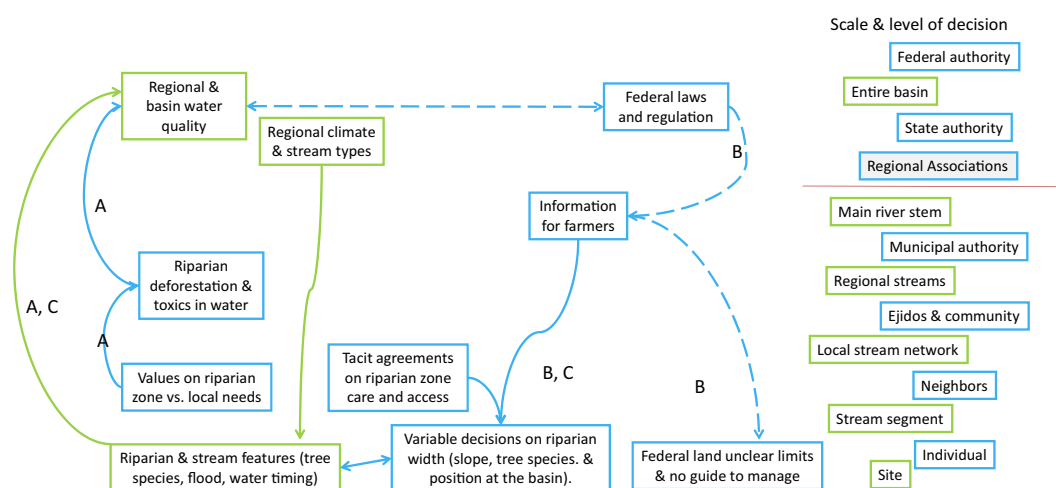 Scale & level of decision
Federal authority
Entire basin
State authority
Regional Associations
Main river stem
Municipal authority
Regional streams
Ejidos & community
Local stream network
Neighbors
Stream segment
Individual
Site
Regional &
basin water
quality
Regional climate
& stream types
Federal laws
and regulation
B
Information
for farmers
A
Riparian
deforestation &
toxics in water
A, C
A
Values on riparian
zone vs. local needs
Tacit agreements
on riparian zone
care and access
B, C
B
Riparian & stream features (tree
species, flood, water timing)
Variable decisions on riparian
width (slope, tree species. &
position at the basin).
Federal land unclear limits
& no guide to manage